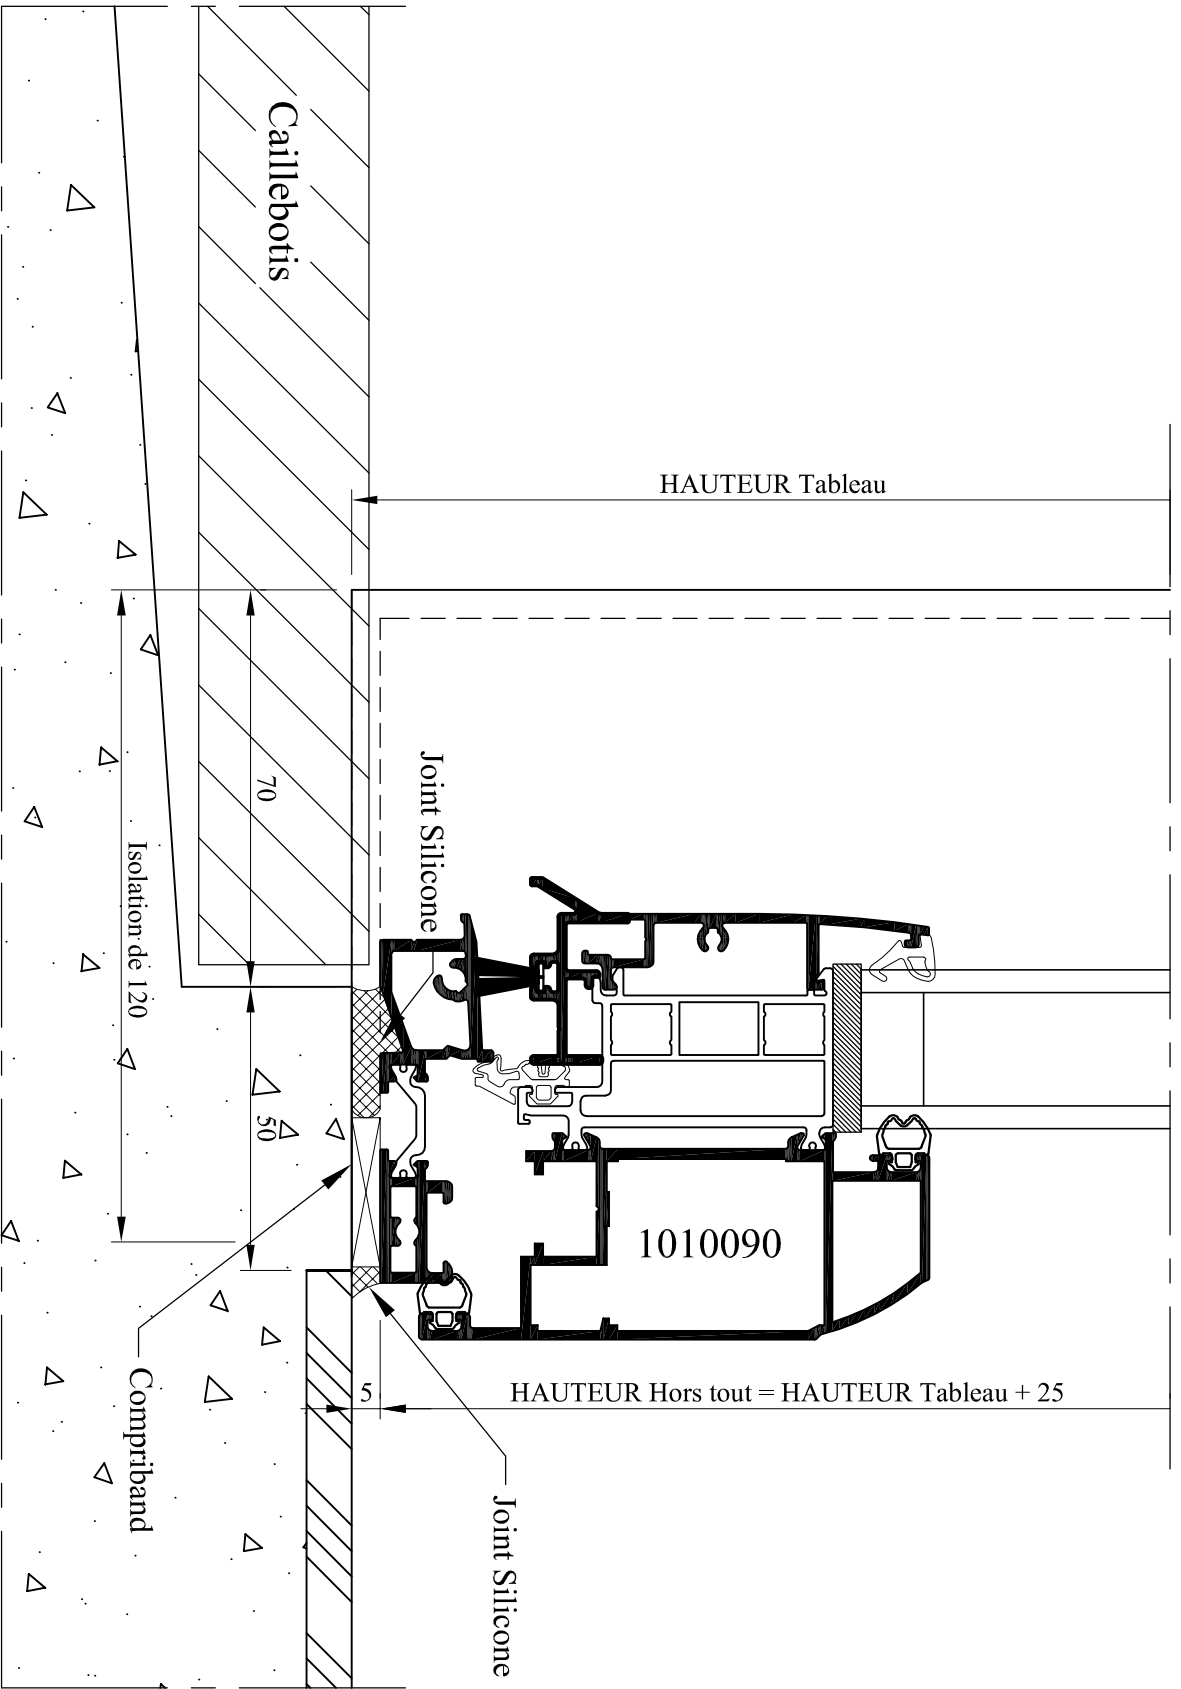 Caillebotis
HAUTEUR Tableau
70
Joint Silicone
Isolation de 120
50
1010090
5
HAUTEUR Hors tout = HAUTEUR Tableau + 25
Compriband
Joint Silicone